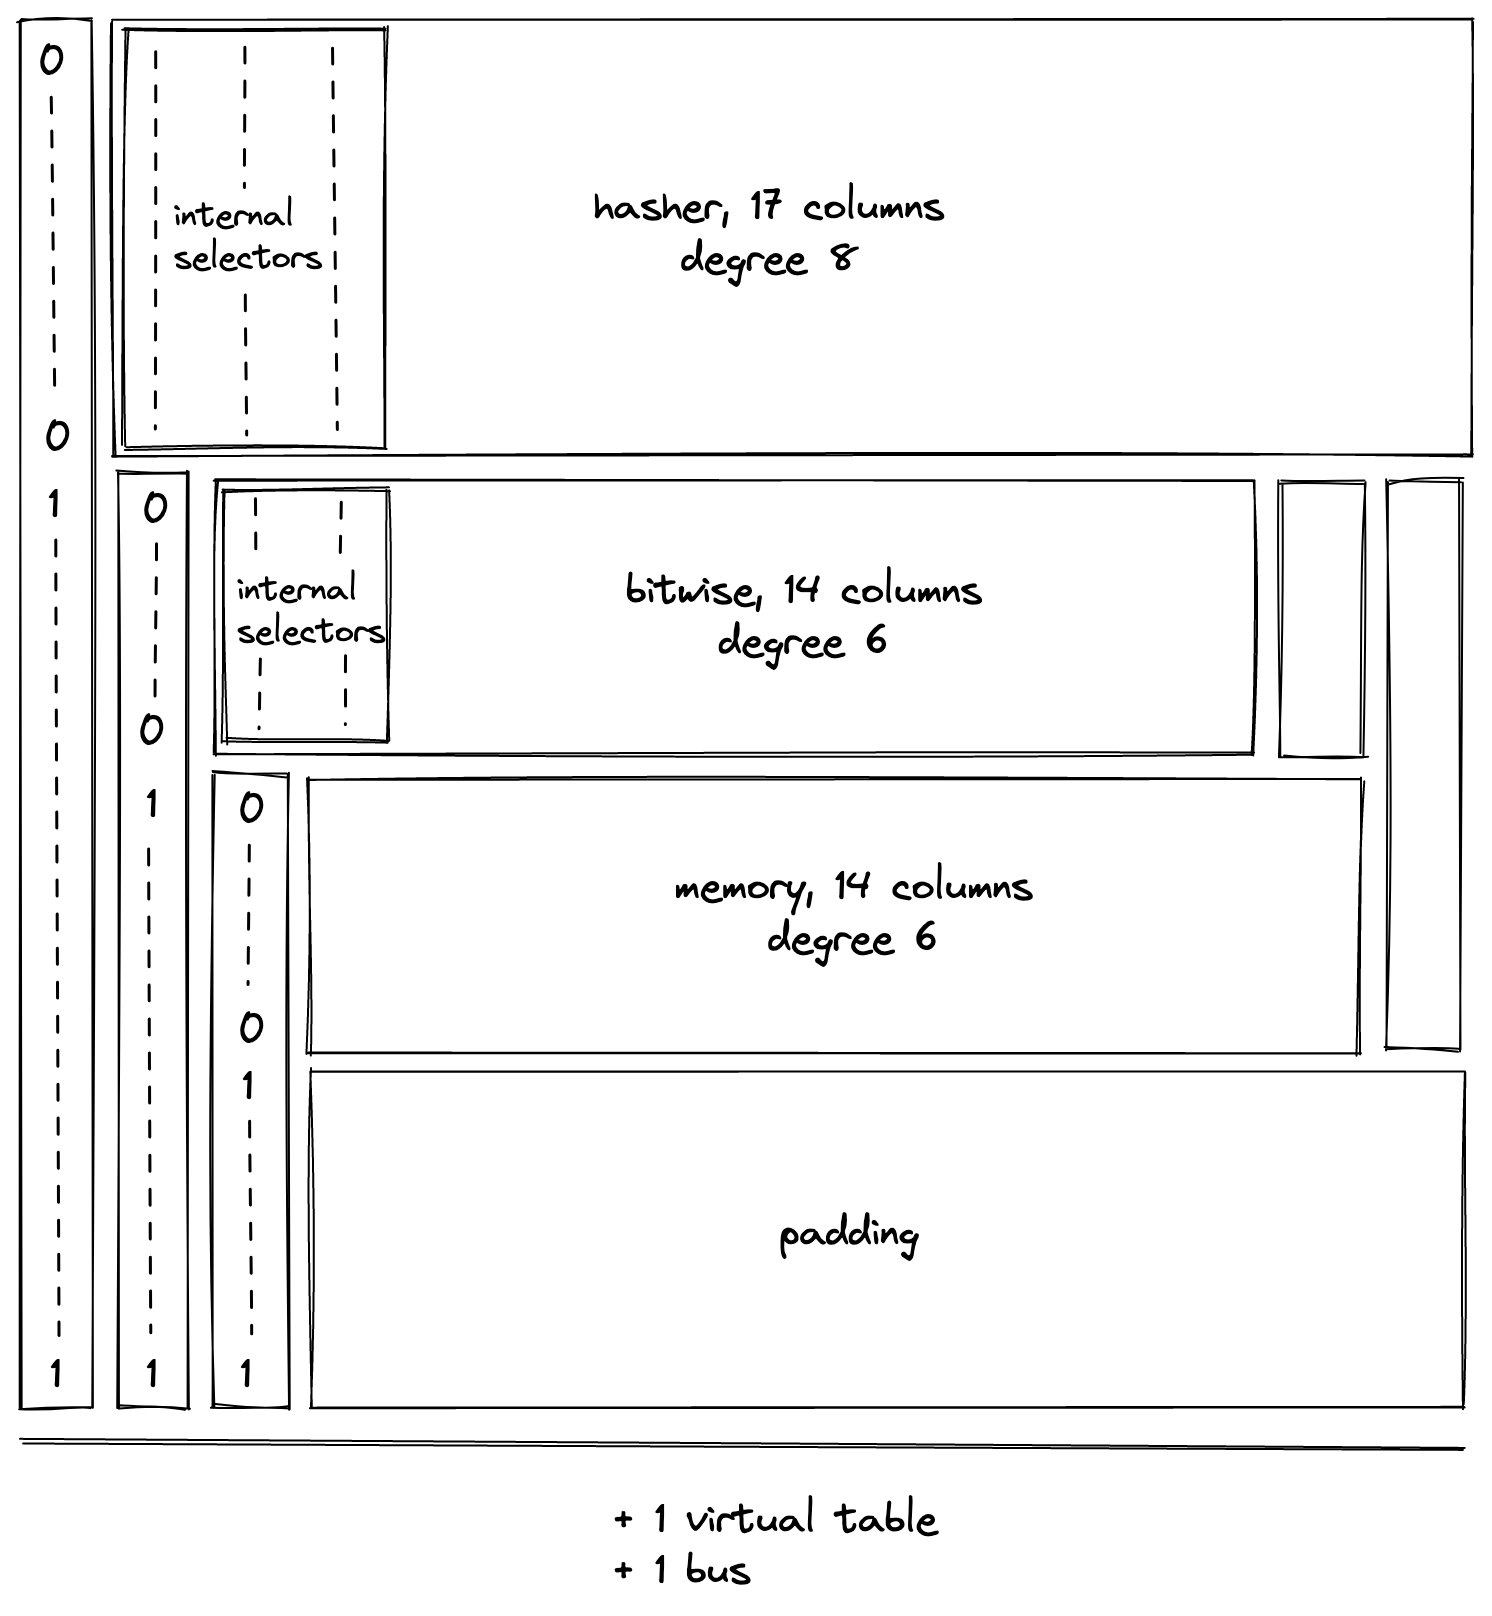 0
internal
selectors
hasher, 17 columns
degree 8
0
1
0
internal
selectors
bitwise, 14 columns
degree 6
0
1
0
memory, 14 columns
degree 6
0
1
padding
1
1
1
+ 1 virtual table
+ 1 bus